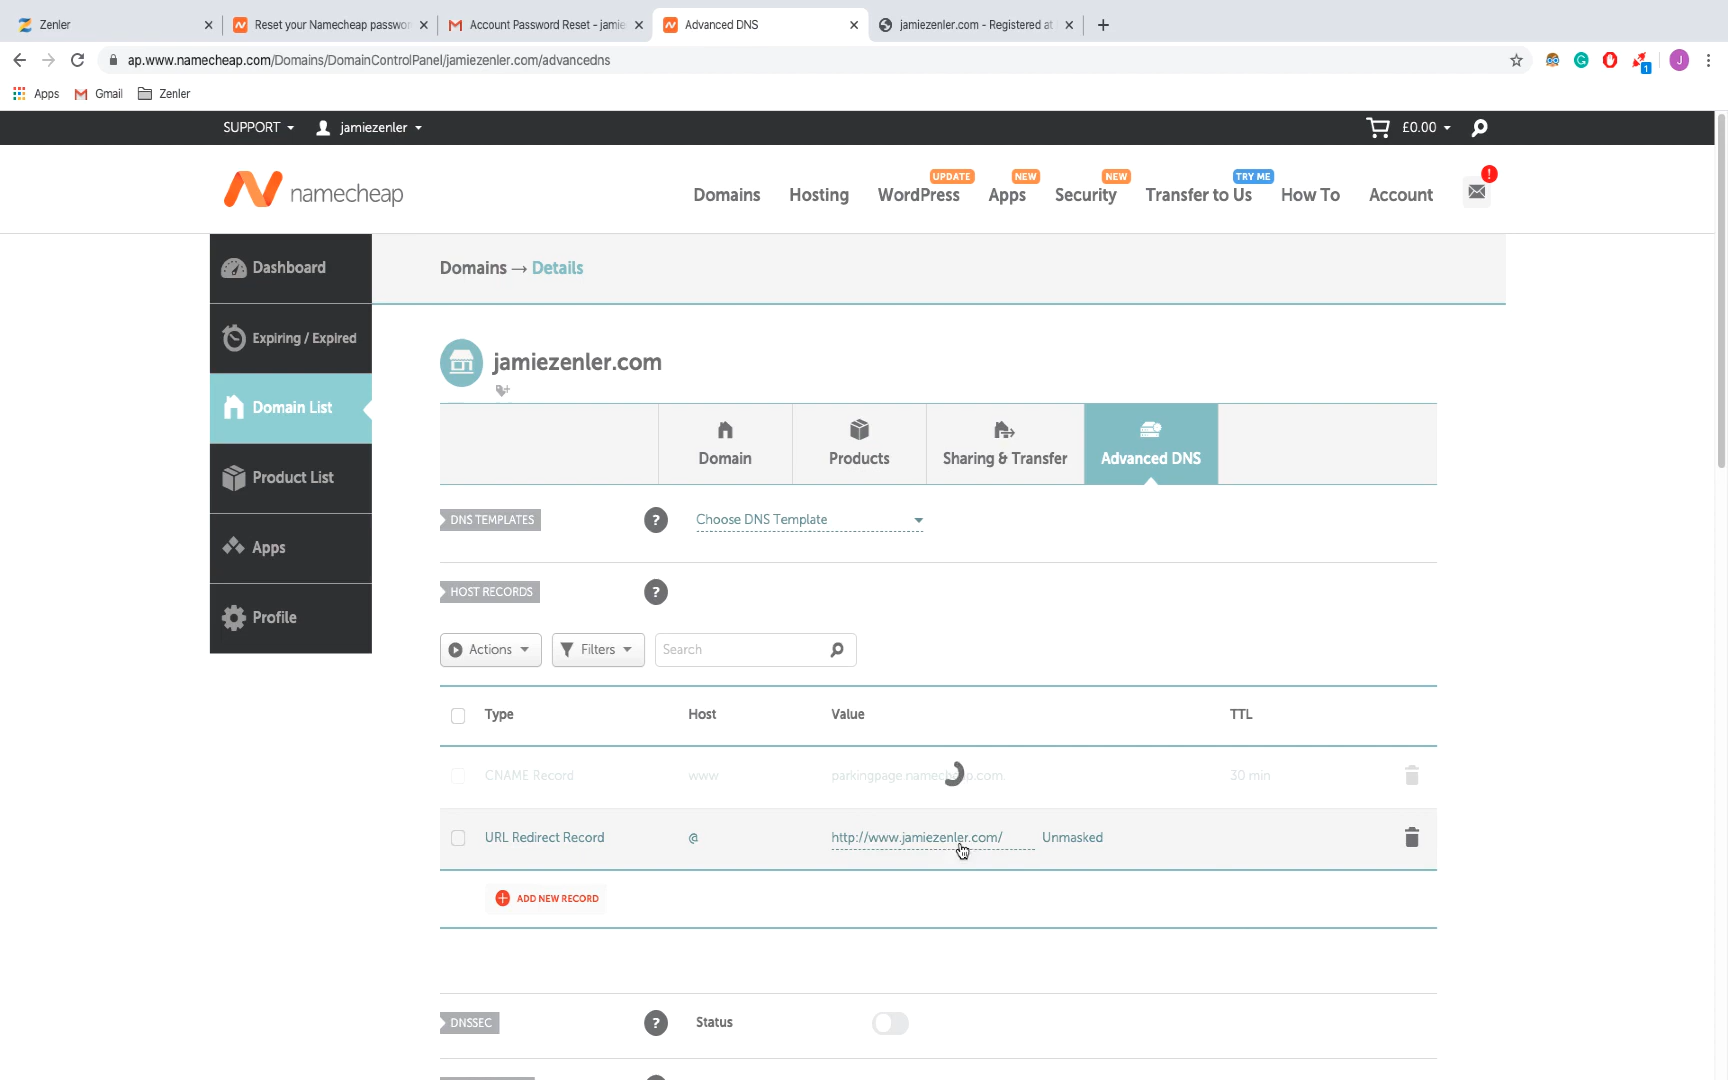 Zenler
Reset your Namecheap passwor
Account Password Reset - jamie
Advanced DNS
jamiezenler.com - Registered at
ap.www.namecheap.com/Domains/DomainControlPanel/jamiezenler.com/advancedns
1
J
Apps
Gmail
Zenler
SUPPORT
jamiezenler
£0.00
namecheap
Domains
Hosting
WordPress
UPDATE
Apps
NEW
Security
NEW
Transfer to Us
TRY ME
How To
Account
!
Dashboard
Expiring / Expired
Domain List
Product List
Apps
Profile
Domains → Details
jamiezenler.com
Domain
Products
Sharing & Transfer
Advanced DNS
DNS TEMPLATES
?
Choose DNS Template
HOST RECORDS
?
Actions
Filters
Search
Type Host Value TTL
CNAME Record www parkingpage.namecheap.com. 30 min
URL Redirect Record @ http://www.jamiezenler.com/ Unmasked
ADD NEW RECORD
DNSSEC
?
Status